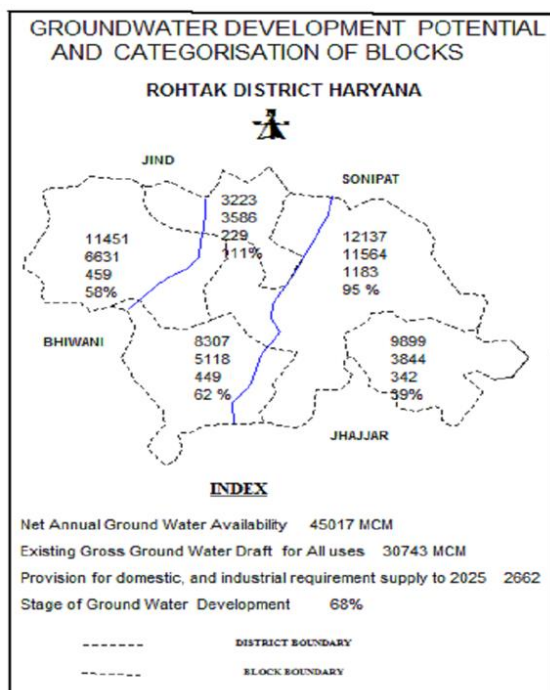 GROUNDWATER DEVELOPMENT POTENTIAL
AND CATEGORISATION OF BLOCKS
ROHTAK DISTRICT HARYANA
N
JIND
SONIPAT
3223
3586
229
111%
11451
6631
459
58%
12137
11564
1183
95 %
BHIWANI
8307
5118
449
62 %
9899
3844
342
39%
JHAJJAR
INDEX
Net Annual Ground Water Availability 45017 MCM
Existing Gross Ground Water Draft for All uses 30743 MCM
Provision for domestic, and industrial requirement supply to 2025 2662
Stage of Ground Water Development 68%
DISTRICT BOUNDARY
BLOCK BOUNDARY